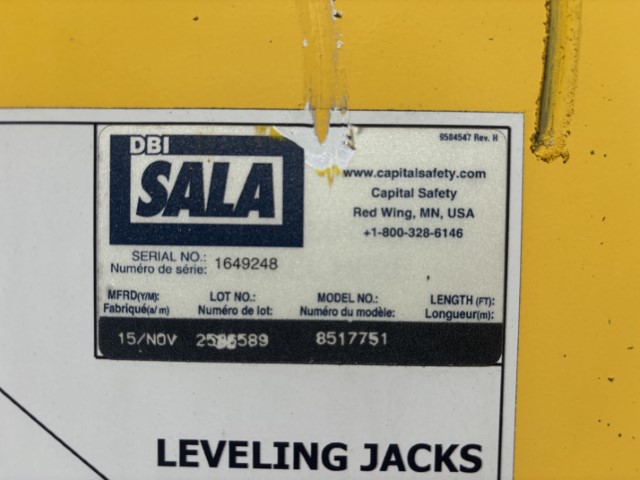 DBI
SALA
9504547 Rev. H
www.capitalsafety.com
Capital Safety
Red Wing, MN, USA
+1-800-328-6146
SERIAL NO.: 1649248
Numéro de série:
MFRD(Y/M): LOT NO.: MODEL NO.: LENGTH (FT):
Fabriqué(a/m) Numéro de lot: Numéro du modèle: Longueur(m):
15/NOV 8517751
LEVELING JACKS